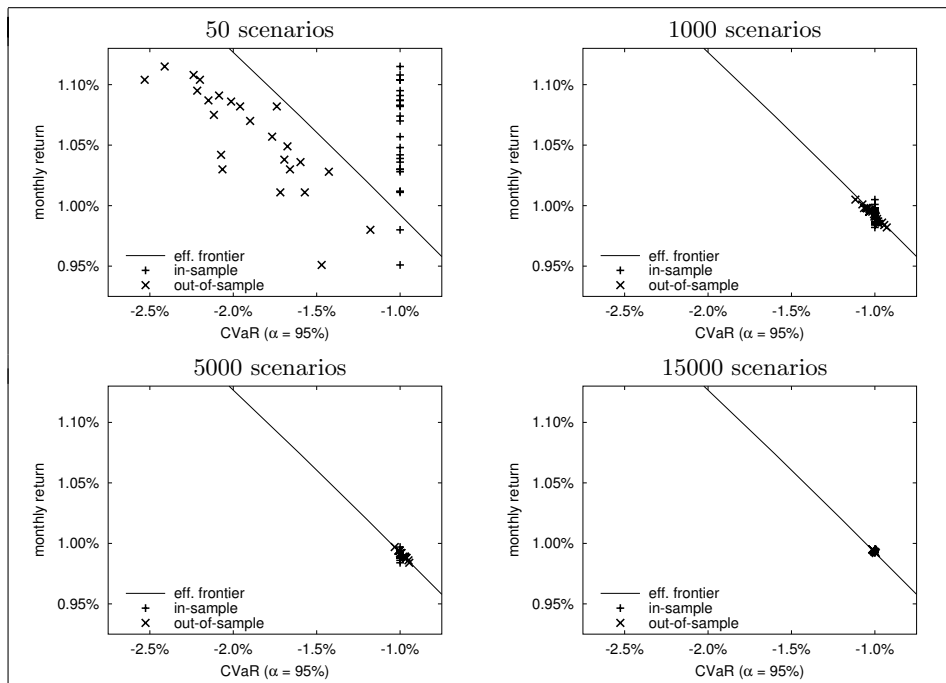 50 scenarios
1.10%
1.05%
1.00%
0.95%
monthly return
eff. frontier
in-sample
out-of-sample
-2.5% -2.0% -1.5% -1.0%
CVaR (α = 95%)
1000 scenarios
1.10%
1.05%
1.00%
0.95%
monthly return
eff. frontier
in-sample
out-of-sample
-2.5% -2.0% -1.5% -1.0%
CVaR (α = 95%)
5000 scenarios
1.10%
1.05%
1.00%
0.95%
monthly return
eff. frontier
in-sample
out-of-sample
-2.5% -2.0% -1.5% -1.0%
CVaR (α = 95%)
15000 scenarios
1.10%
1.05%
1.00%
0.95%
monthly return
eff. frontier
in-sample
out-of-sample
-2.5% -2.0% -1.5% -1.0%
CVaR (α = 95%)